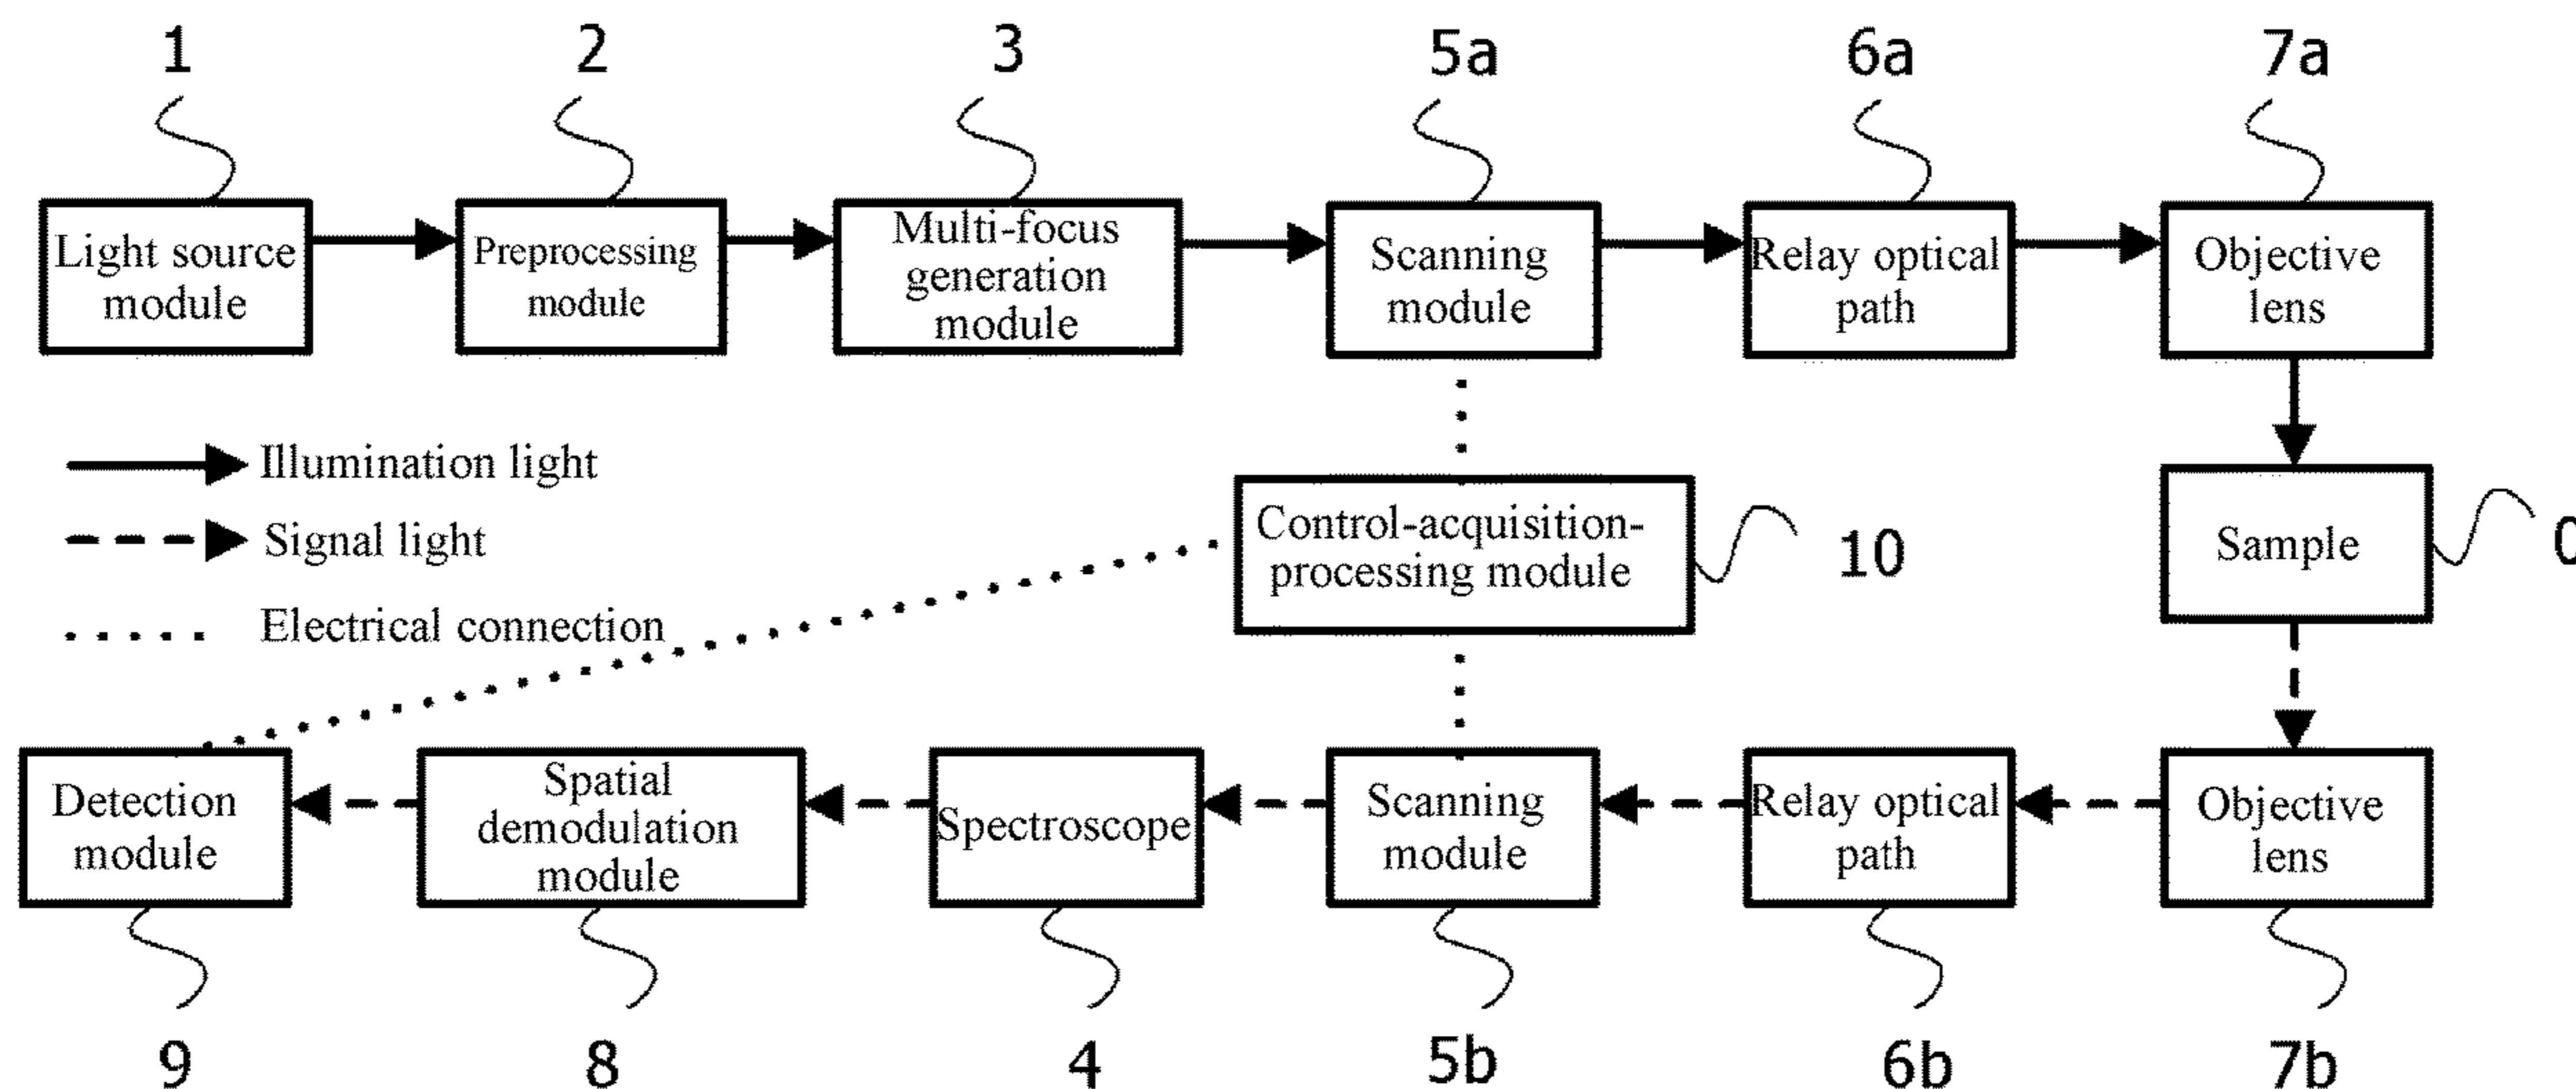 1
2
3
5a
6a
7a
Light source
module
Preprocessing
module
Multi-focus
generation
module
Scanning
module
Relay optical
path
Objective
lens
Illumination light
Signal light
Electrical connection
Control-acquisition-
processing module
10
Sample
0
Detection
module
Spatial
demodulation
module
Spectroscope
Scanning
module
Relay optical
path
Objective
lens
9
8
4
5b
6b
7b